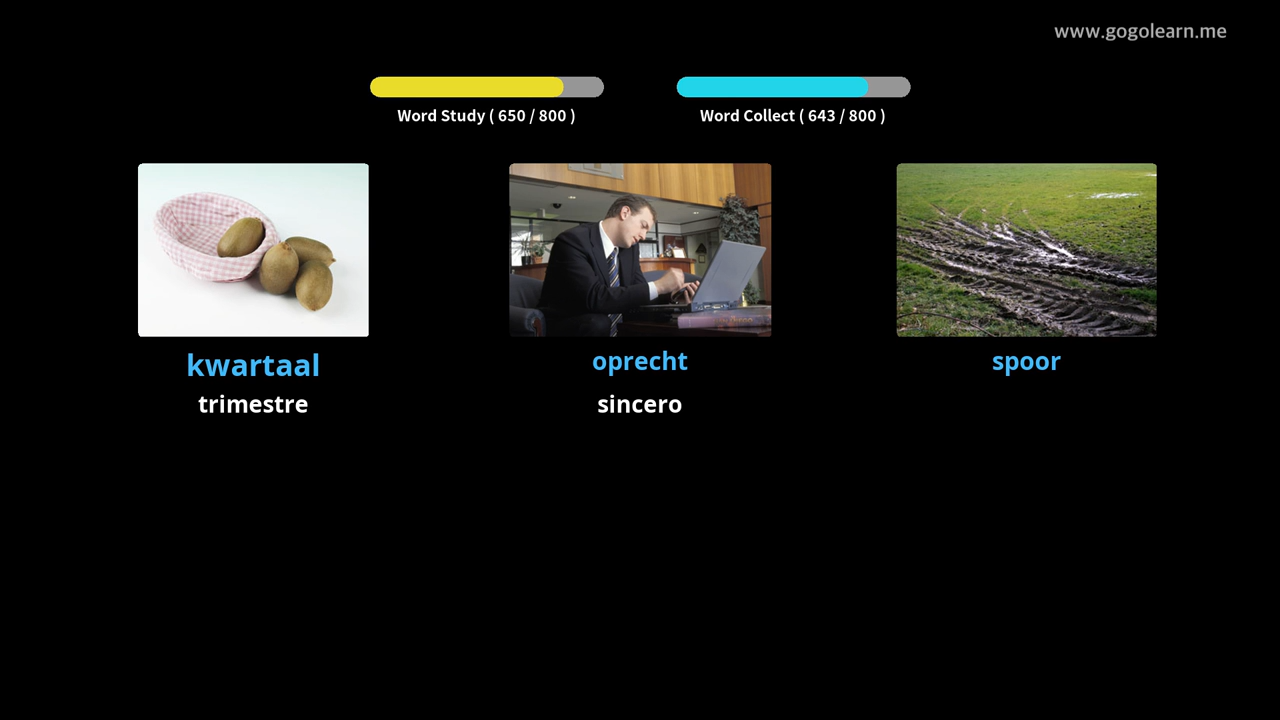 www.gogolearn.me
Word Study ( 650 / 800 )
Word Collect ( 643 / 800 )
kwartaal
trimestre
oprecht
sincero
spoor